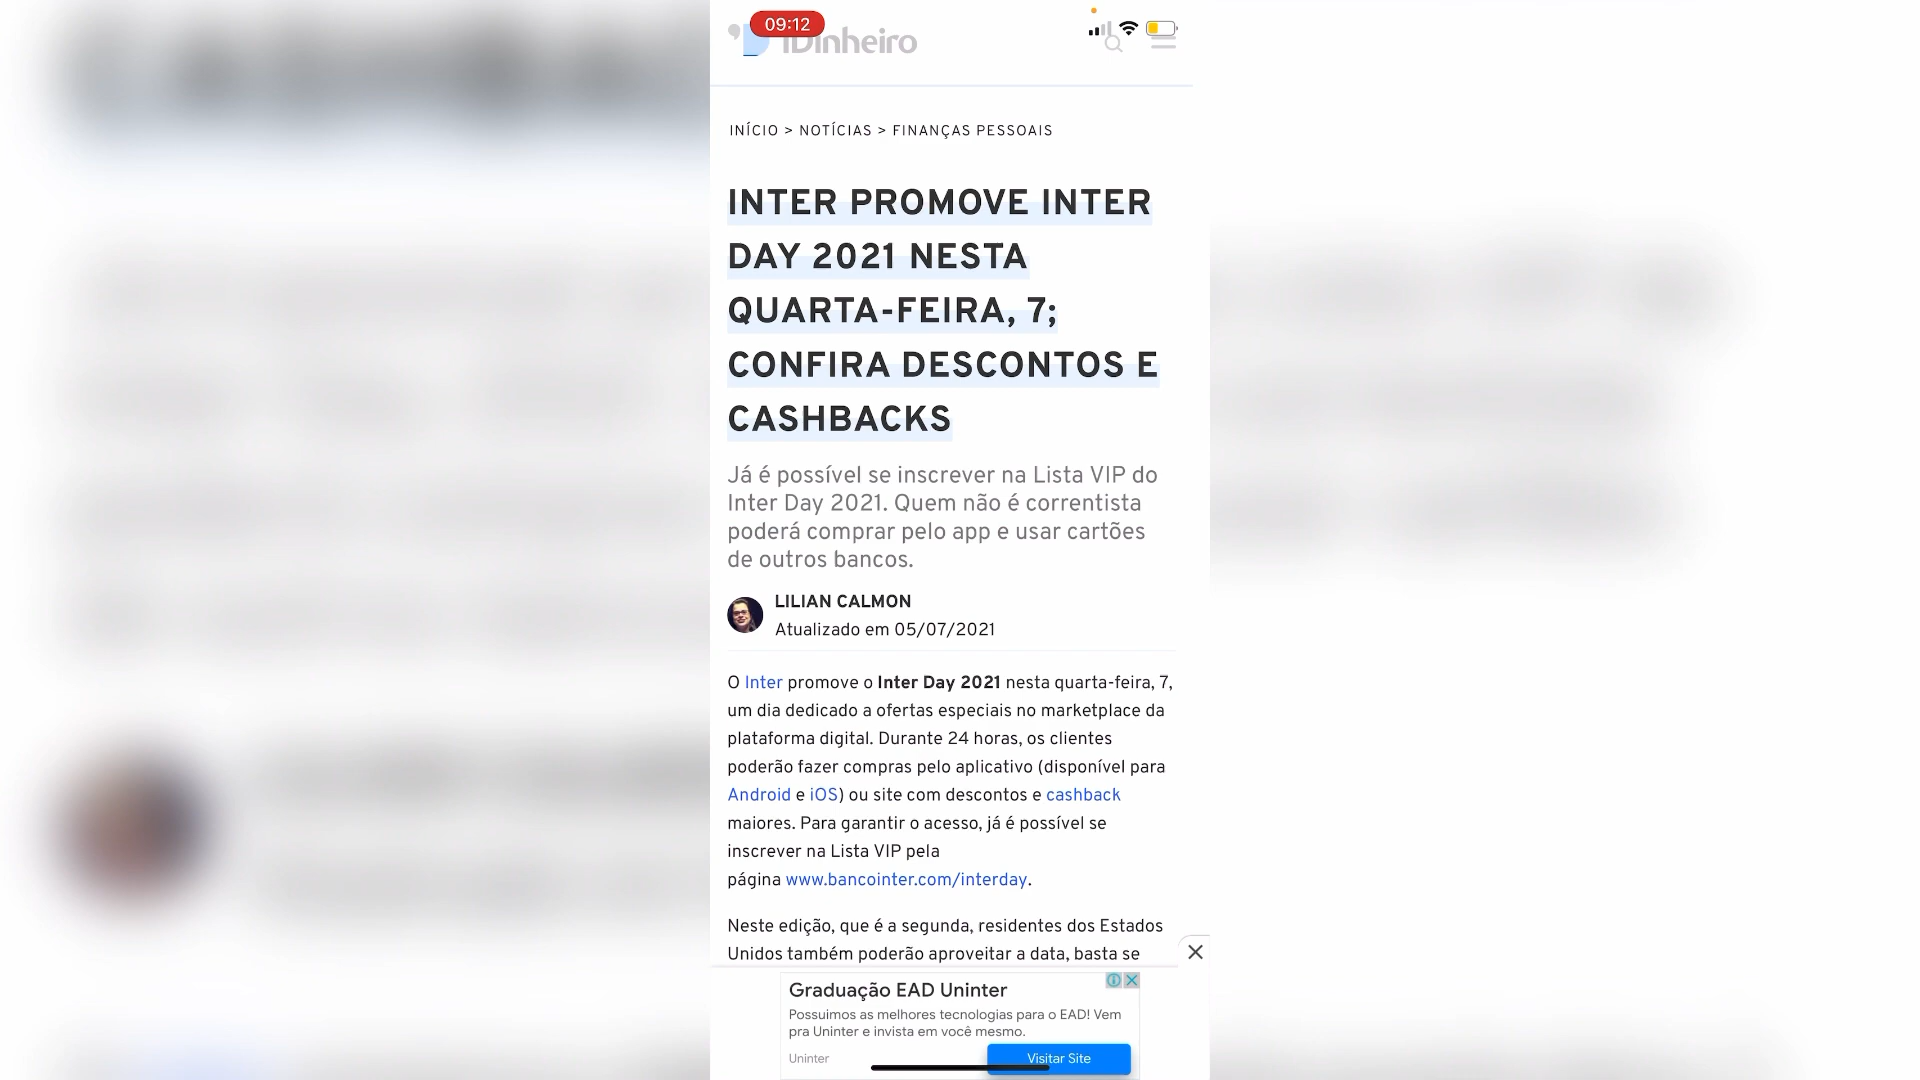 09:12
iDinheiro
INÍCIO > NOTÍCIAS > FINANÇAS PESSOAIS
INTER PROMOVE INTER
DAY 2021 NESTA
QUARTA-FEIRA, 7;
CONFIRA DESCONTOS E
CASHBACKS
Já é possível se inscrever na Lista VIP do
Inter Day 2021. Quem não é correntista
poderá comprar pelo app e usar cartões
de outros bancos.
LILIAN CALMON
Atualizado em 05/07/2021
O Inter promove o Inter Day 2021 nesta quarta-feira, 7,
um dia dedicado a ofertas especiais no marketplace da
plataforma digital. Durante 24 horas, os clientes
poderão fazer compras pelo aplicativo (disponível para
Android e iOS) ou site com descontos e cashback
maiores. Para garantir o acesso, já é possível se
inscrever na Lista VIP pela
página www.bancointer.com/interday.
Neste edição, que é a segunda, residentes dos Estados
Unidos também poderão aproveitar a data, basta se
Graduação EAD Uninter
Possuimos as melhores tecnologias para o EAD! Vem
pra Uninter e invista em você mesmo.
Uninter
Visitar Site